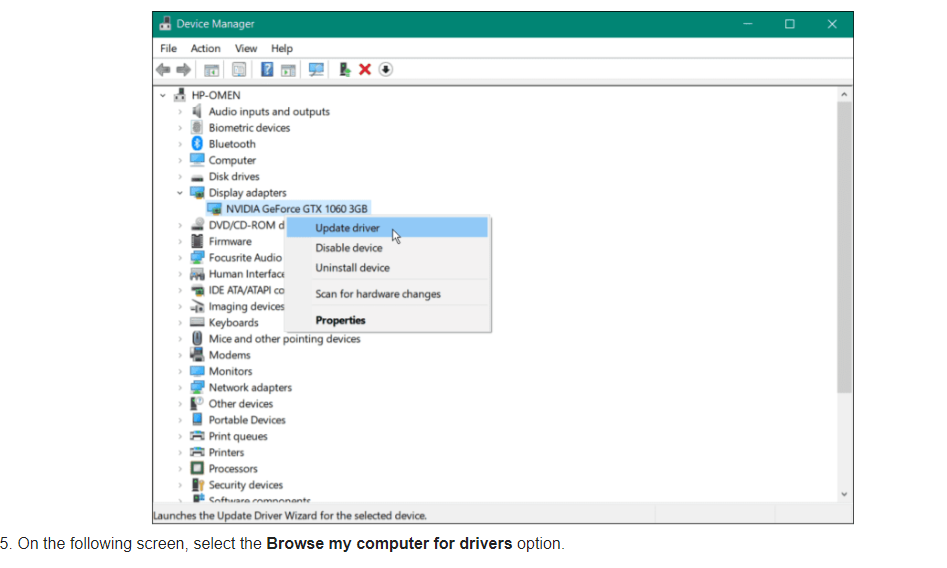 Device Manager
File Action View Help
HP-OMEN
Audio inputs and outputs
Biometric devices
Bluetooth
Computer
Disk drives
Display adapters
NVIDIA GeForce GTX 1060 3GB
DVD/CD-ROM d
Update driver
Firmware
Disable device
Focusrite Audio
Human Interface
Uninstall device
IDE ATA/ATAPI co
Scan for hardware changes
Imaging devices
Keyboards
Properties
Mice and other pointing devices
Modems
Monitors
Network adapters
Other devices
Portable Devices
Print queues
Printers
Processors
Security devices
Software components
Launches the Update Driver Wizard for the selected device.
5. On the following screen, select the Browse my computer for drivers option.